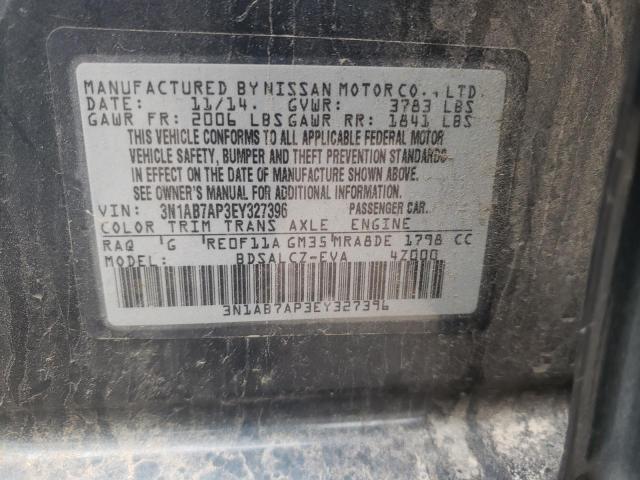 MANUFACTURED BY NISSAN MOTOR CO., LTD.
DATE: 11/14. GVWR: 3783 LBS
GAWR FR: 2006 LBS GAWR RR: 1841 LBS
THIS VEHICLE CONFORMS TO ALL APPLICABLE FEDERAL MOTOR
VEHICLE SAFETY, BUMPER AND THEFT PREVENTION STANDARDS
IN EFFECT ON THE DATE OF MANUFACTURE SHOWN ABOVE.
SEE OWNER'S MANUAL FOR ADDITIONAL INFORMATION
VIN: 3N1AB7AP3EY327396 PASSENGER CAR.
COLOR TRIM TRANS AXLE ENGINE
RAQ G RE0F11A GM35 MRA8DE 1798 CC
MODEL: BDSALCZ-EVA 4Z000
3N1AB7AP3EY327396